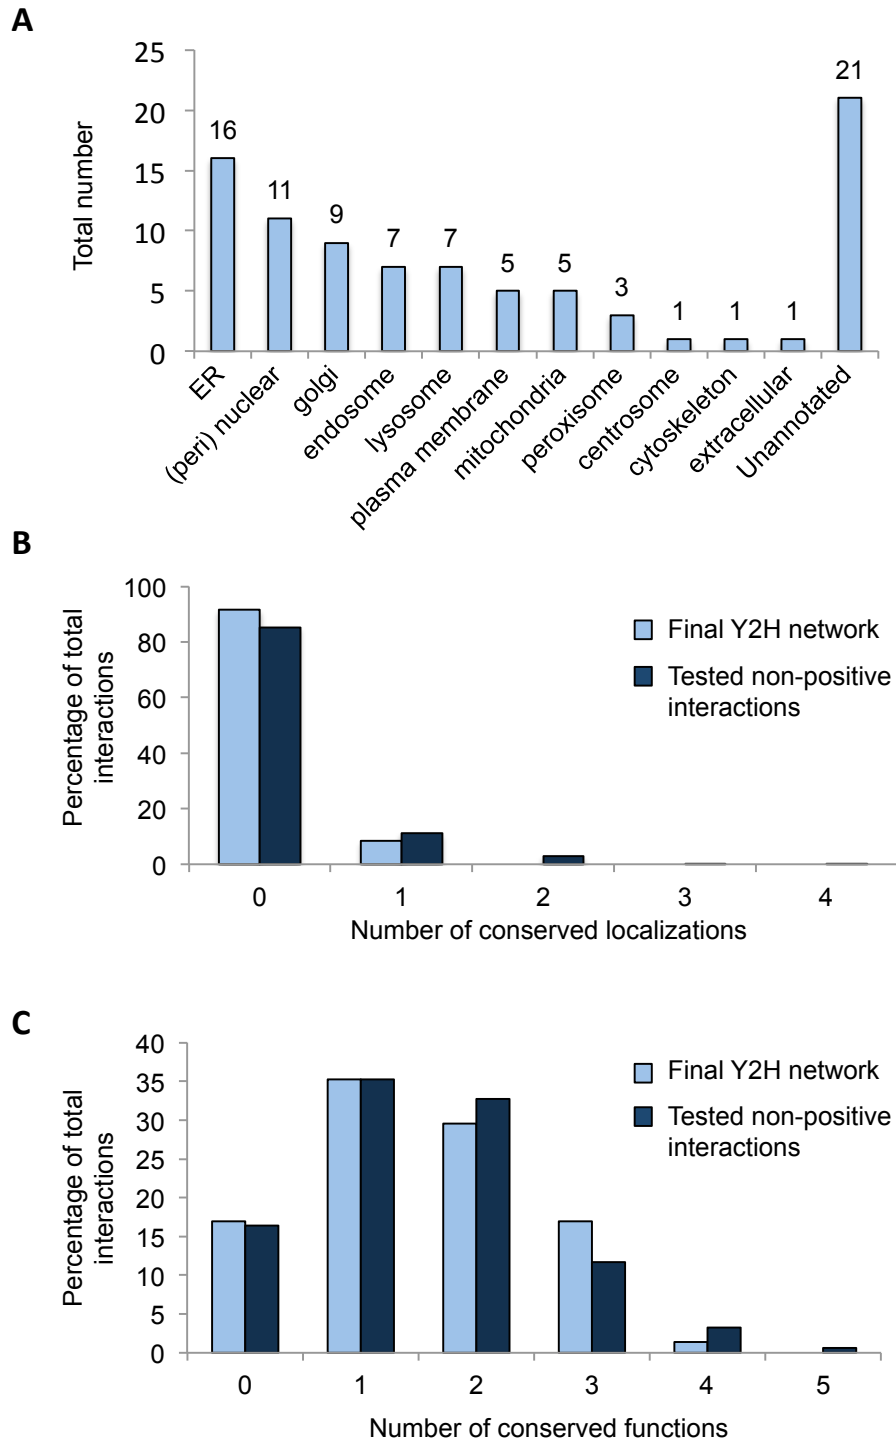 A
Total number
25
20
15
10
5
0
16
11
9
7
7
5
5
3
1
1
1
21
ER
(peri) nuclear
golgi
endosome
lysosome
plasma membrane
mitochondria
peroxisome
centrosome
cytoskeleton
extracellular
Unannotated
B
Percentage of total
interactions
100
80
60
40
20
0
Final Y2H network
Tested non-positive
interactions
0
1
2
3
4
Number of conserved localizations
C
Percentage of total
interactions
40
35
30
25
20
15
10
5
0
Final Y2H network
Tested non-positive
interactions
0
1
2
3
4
5
Number of conserved functions